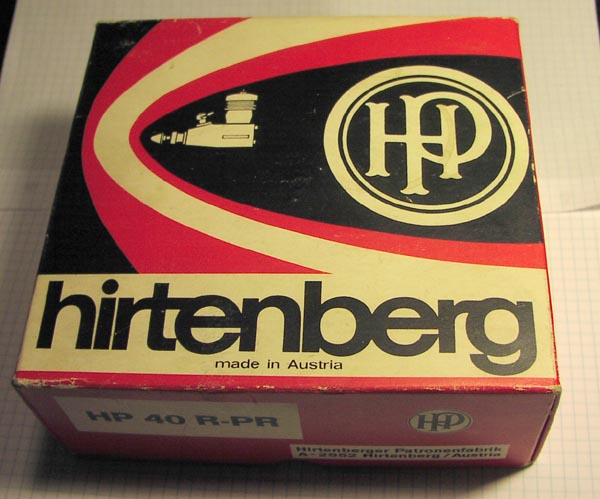 HP
hirtenberg
made in Austria
HP 40 R-PR
HP
Hirtenberger Patronenfabrik
A-2552 Hirtenberg/Austria